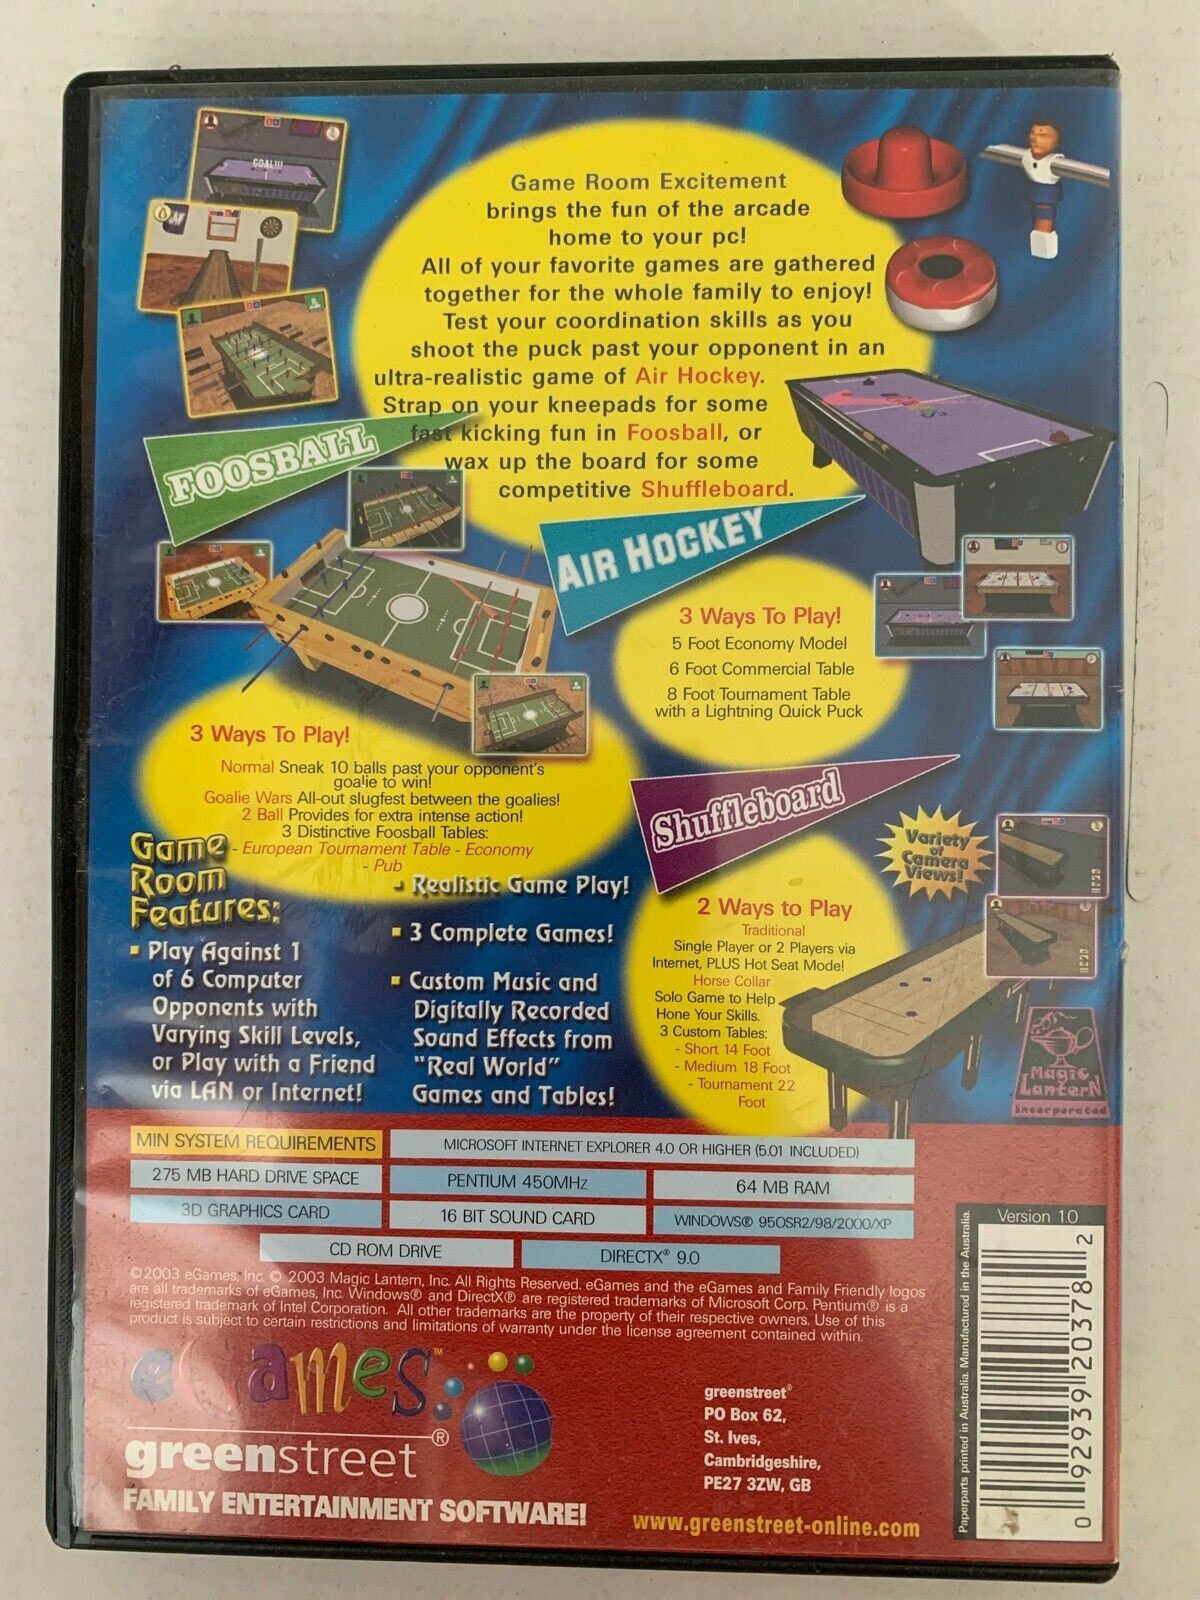 GOAL!!!
Game Room Excitement
brings the fun of the arcade
home to your pc!
All of your favorite games are gathered
together for the whole family to enjoy!
Test your coordination skills as you
shoot the puck past your opponent in an
ultra-realistic game of Air Hockey.
Strap on your kneepads for some
fast kicking fun in Foosball, or
wax up the board for some
competitive Shuffleboard.
FOOSBALL
AIR HOCKEY
3 Ways To Play!
5 Foot Economy Model
6 Foot Commercial Table
8 Foot Tournament Table
with a Lightning Quick Puck
3 Ways To Play!
Normal Sneak 10 balls past your opponent's
goalie to win!
Goalie Wars All-out slugfest between the goalies!
2 Ball Provides for extra intense action!
3 Distinctive Foosball Tables:
- European Tournament Table - Economy
- Pub
Shuffleboard
Variety
of
Camera
Views!
2 Ways to Play
Traditional
Single Player or 2 Players via
Internet, PLUS Hot Seat Mode!
Horse Collar
Solo Game to Help
Hone Your Skills.
3 Custom Tables:
- Short 14 Foot
- Medium 18 Foot
- Tournament 22
Foot
Game
Room
Features:
▪ Play Against 1
of 6 Computer
Opponents with
Varying Skill Levels,
or Play with a Friend
via LAN or Internet!
▪ Realistic Game Play!
▪ 3 Complete Games!
▪ Custom Music and
Digitally Recorded
Sound Effects from
"Real World"
Games and Tables!
Magic
Lantern
Incorporated
MIN SYSTEM REQUIREMENTS
MICROSOFT INTERNET EXPLORER 4.0 OR HIGHER (5.01 INCLUDED)
275 MB HARD DRIVE SPACE
PENTIUM 450MHz
64 MB RAM
3D GRAPHICS CARD
16 BIT SOUND CARD
WINDOWS® 95OSR2/98/2000/XP
CD ROM DRIVE
DIRECTX® 9.0
©2003 eGames, Inc. © 2003 Magic Lantern, Inc. All Rights Reserved. eGames and the eGames and Family Friendly logos
are all trademarks of eGames, Inc. Windows® and DirectX® are registered trademarks of Microsoft Corp. Pentium® is a
registered trademark of Intel Corporation. All other trademarks are the property of their respective owners. Use of this
product is subject to certain restrictions and limitations of warranty under the license agreement contained within.
eGames™
greenstreet®
FAMILY ENTERTAINMENT SOFTWARE!
greenstreet®
PO Box 62,
St. Ives,
Cambridgeshire,
PE27 3ZW, GB
www.greenstreet-online.com
Paperparts printed in Australia. Manufactured in the Australia.
Version 1.0
0 92939 20378 2